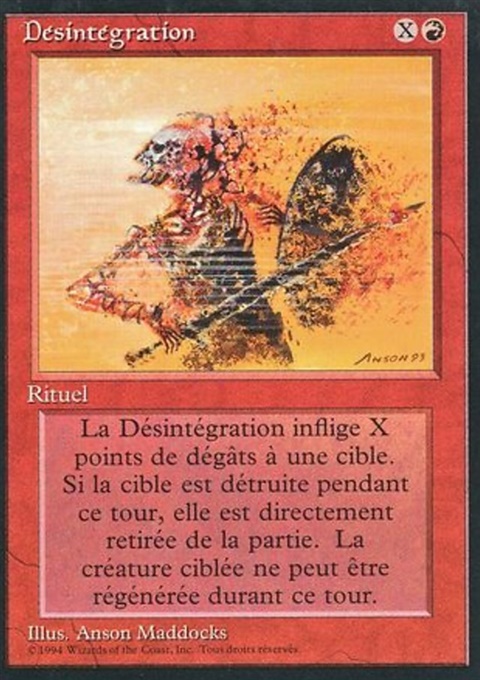 Désintégration X
La Désintégration inflige X
points de dégâts à une cible.
Si la cible est détruite pendant
ce tour, elle est directement
retirée de la partie. La
créature ciblée ne peut être
régénérée durant ce tour.
Rituel
ANSON 93
Illus. Anson Maddocks
© 1994 Wizards of the Coast, Inc. Tous droits réservés.